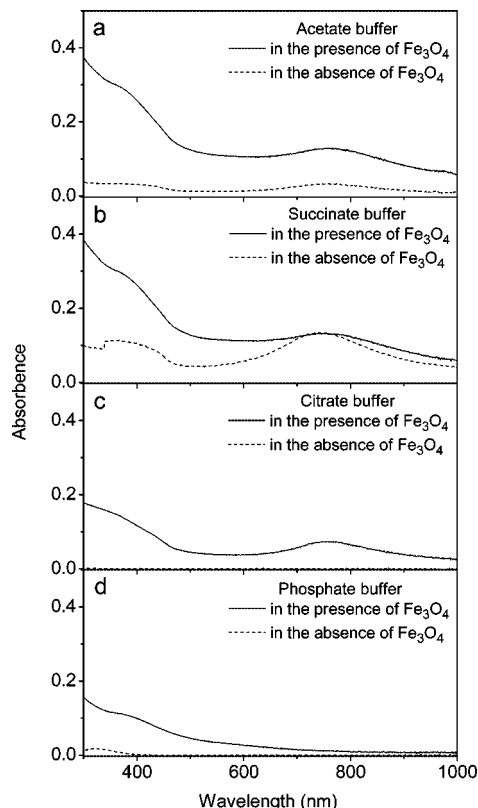 a
Acetate buffer
in the presence of Fe₃O₄
in the absence of Fe₃O₄
0.4
0.2
0.0
b
Succinate buffer
in the presence of Fe₃O₄
in the absence of Fe₃O₄
0.4
0.2
0.0
c
Citrate buffer
in the presence of Fe₃O₄
in the absence of Fe₃O₄
0.4
0.2
0.0
d
Phosphate buffer
in the presence of Fe₃O₄
in the absence of Fe₃O₄
0.4
0.2
0.0
400 600 800 1000
Absorbence
Wavelength (nm)